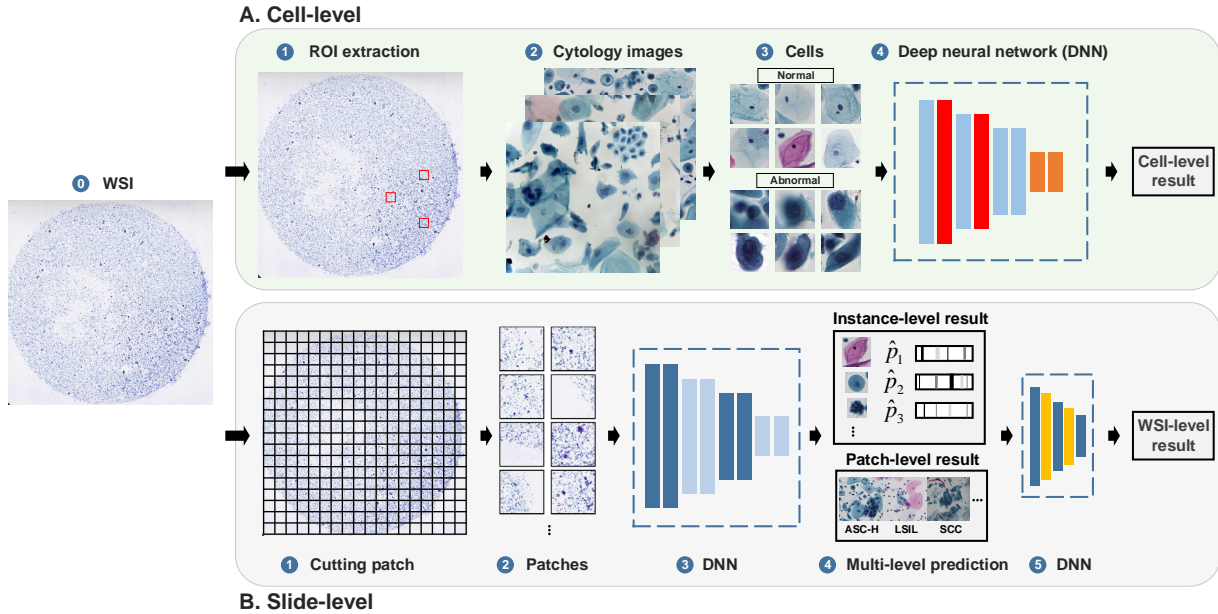 A. Cell-level
1 ROI extraction
2 Cytology images
3 Cells
4 Deep neural network (DNN)
Normal
Abnormal
Cell-level
result
0 WSI
Instance-level result
p̂1
p̂2
p̂3
⋮
Patch-level result
ASC-H LSIL SCC ...
WSI-level
result
⋮
1 Cutting patch
2 Patches
3 DNN
4 Multi-level prediction
5 DNN
B. Slide-level